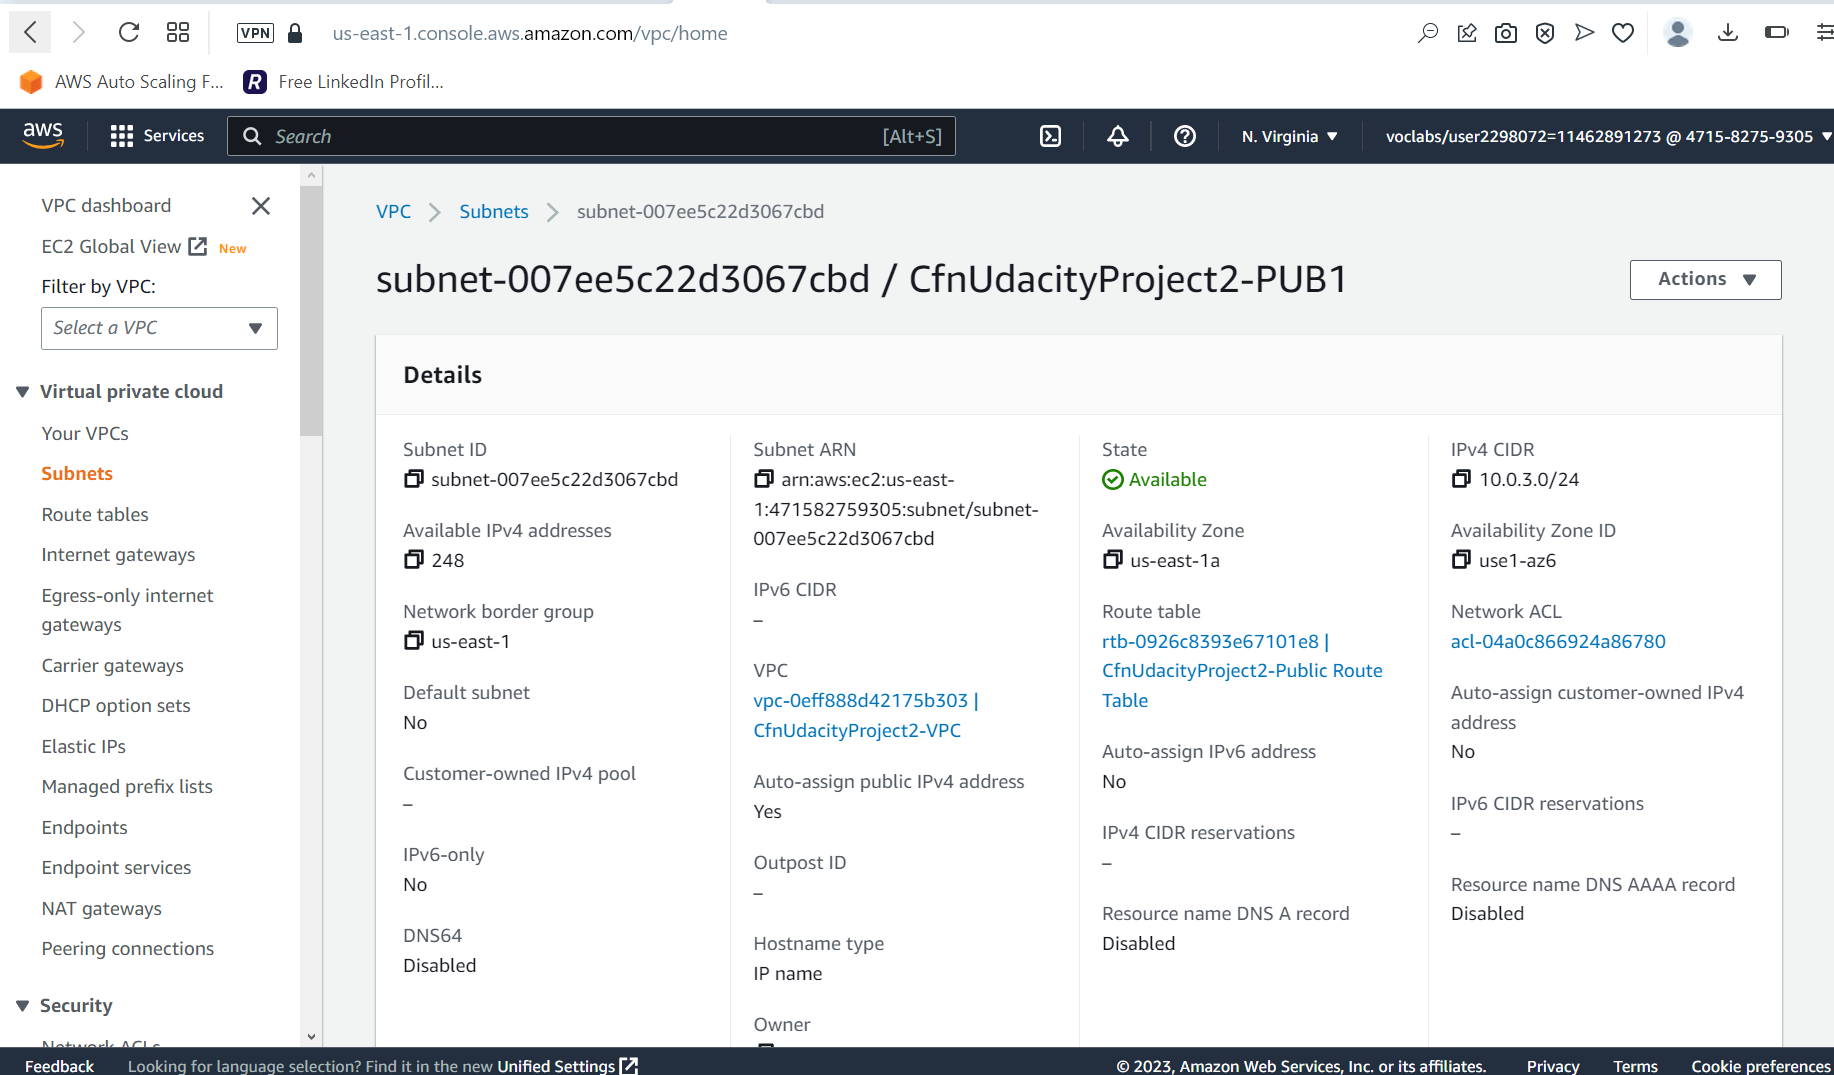 VPN
us-east-1.console.aws.amazon.com/vpc/home
AWS Auto Scaling F...
R
Free LinkedIn Profil...
aws
Services
Search
[Alt+S]
N. Virginia
voclabs/user2298072=11462891273 @ 4715-8275-9305
VPC dashboard
EC2 Global View New
Filter by VPC:
Select a VPC
Virtual private cloud
Your VPCs
Subnets
Route tables
Internet gateways
Egress-only internet
gateways
Carrier gateways
DHCP option sets
Elastic IPs
Managed prefix lists
Endpoints
Endpoint services
NAT gateways
Peering connections
Security
Network ACLs
VPC
Subnets
subnet-007ee5c22d3067cbd
subnet-007ee5c22d3067cbd / CfnUdacityProject2-PUB1
Actions
Details
Subnet ID
subnet-007ee5c22d3067cbd
Available IPv4 addresses
248
Network border group
us-east-1
Default subnet
No
Customer-owned IPv4 pool
–
IPv6-only
No
DNS64
Disabled
Subnet ARN
arn:aws:ec2:us-east-
1:471582759305:subnet/subnet-
007ee5c22d3067cbd
IPv6 CIDR
–
VPC
vpc-0eff888d42175b303 |
CfnUdacityProject2-VPC
Auto-assign public IPv4 address
Yes
Outpost ID
–
Hostname type
IP name
Owner
State
Available
Availability Zone
us-east-1a
Route table
rtb-0926c8393e67101e8 |
CfnUdacityProject2-Public Route
Table
Auto-assign IPv6 address
No
IPv4 CIDR reservations
–
Resource name DNS A record
Disabled
IPv4 CIDR
10.0.3.0/24
Availability Zone ID
use1-az6
Network ACL
acl-04a0c866924a86780
Auto-assign customer-owned IPv4
address
No
IPv6 CIDR reservations
–
Resource name DNS AAAA record
Disabled
Feedback
Looking for language selection? Find it in the new Unified Settings
© 2023, Amazon Web Services, Inc. or its affiliates.
Privacy
Terms
Cookie preferences